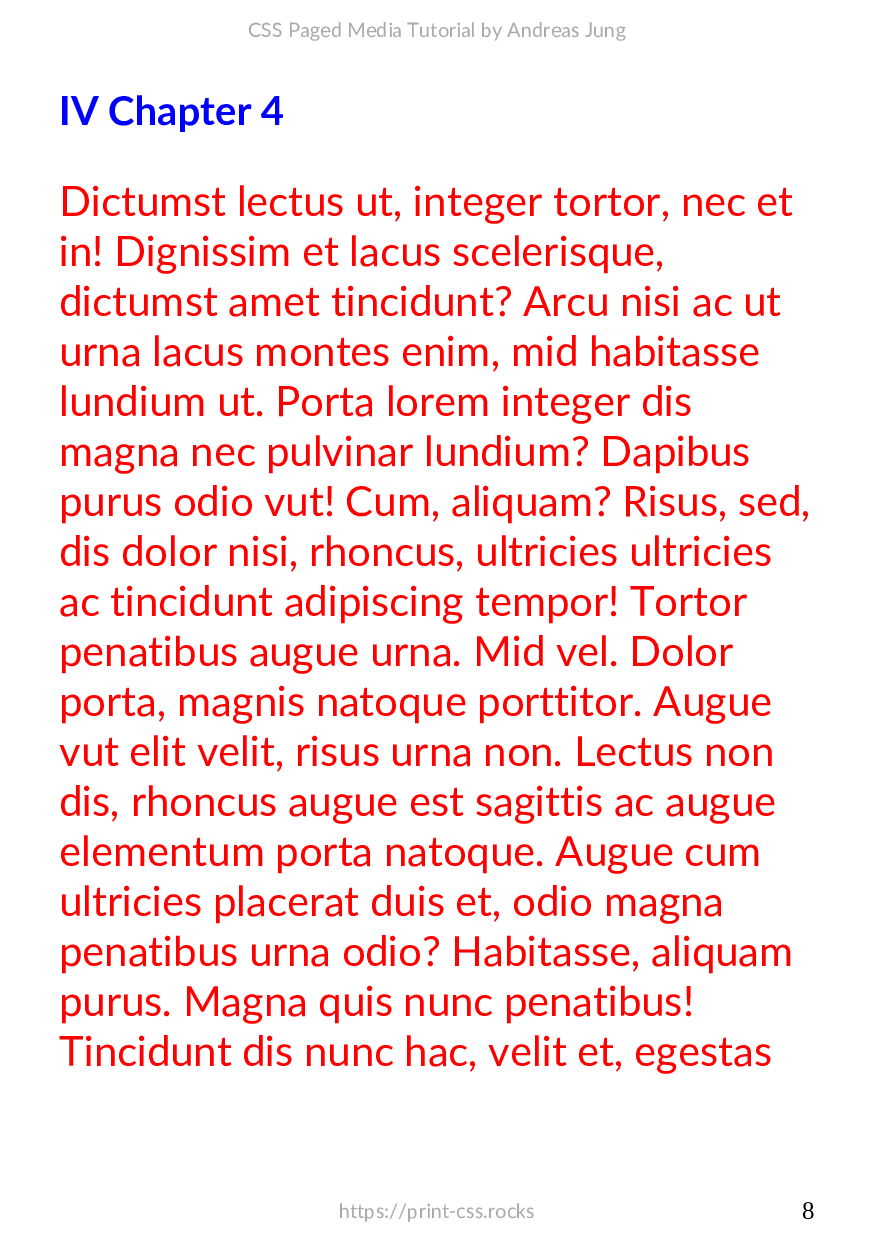 CSS Paged Media Tutorial by Andreas Jung
IV Chapter 4
Dictumst lectus ut, integer tortor, nec et
in! Dignissim et lacus scelerisque,
dictumst amet tincidunt? Arcu nisi ac ut
urna lacus montes enim, mid habitasse
lundium ut. Porta lorem integer dis
magna nec pulvinar lundium? Dapibus
purus odio vut! Cum, aliquam? Risus, sed,
dis dolor nisi, rhoncus, ultricies ultricies
ac tincidunt adipiscing tempor! Tortor
penatibus augue urna. Mid vel. Dolor
porta, magnis natoque porttitor. Augue
vut elit velit, risus urna non. Lectus non
dis, rhoncus augue est sagittis ac augue
elementum porta natoque. Augue cum
ultricies placerat duis et, odio magna
penatibus urna odio? Habitasse, aliquam
purus. Magna quis nunc penatibus!
Tincidunt dis nunc hac, velit et, egestas
https://print-css.rocks
8